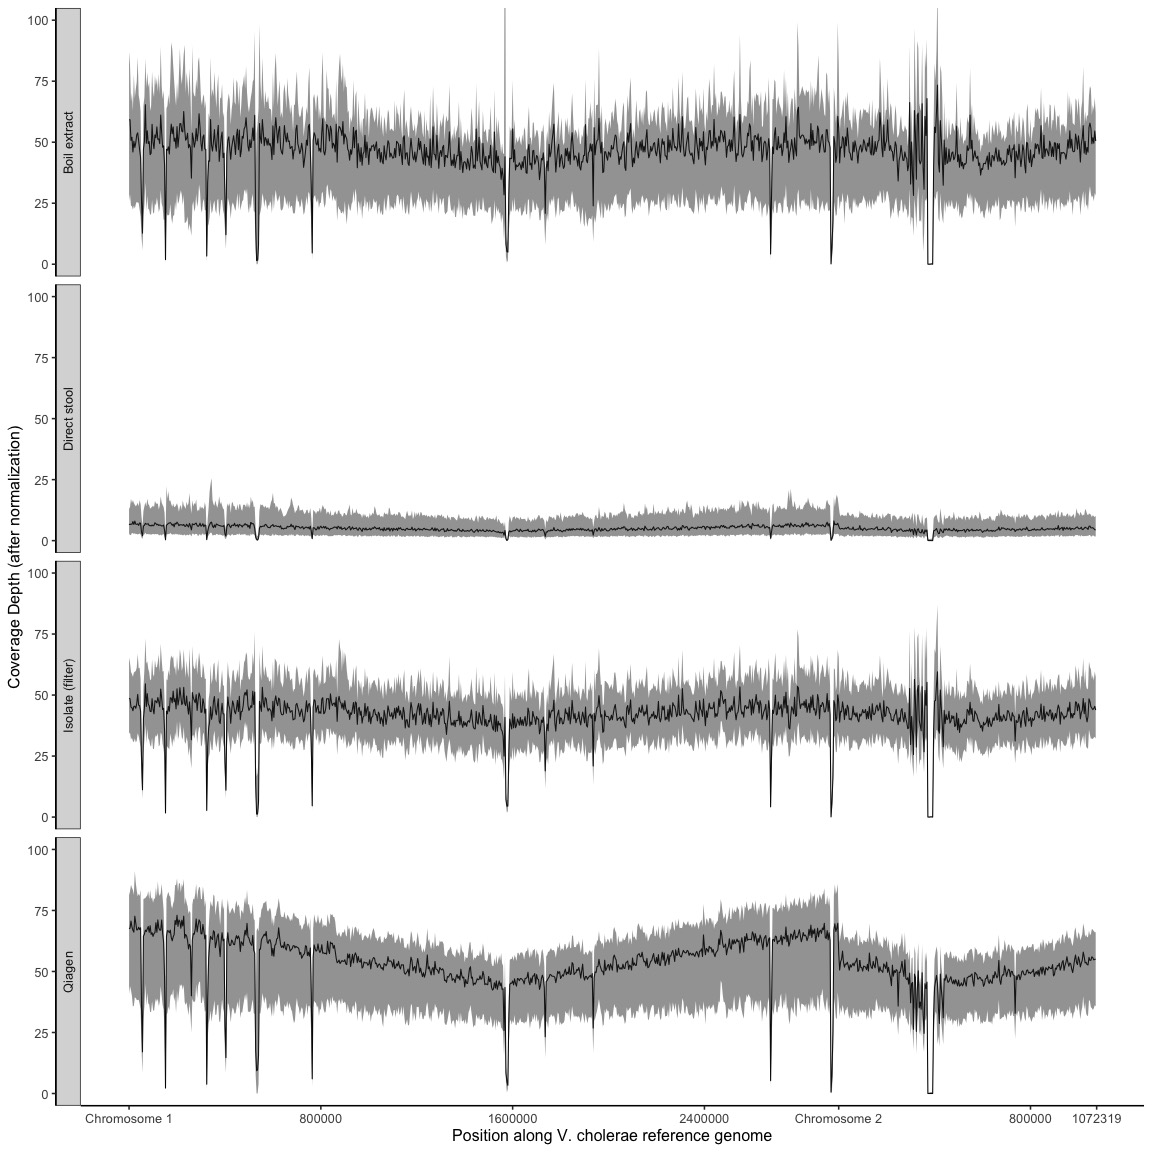 Coverage Depth (after normalization)
100
75
50
25
0
Boil extract
100
75
50
25
0
Direct stool
100
75
50
25
0
Isolate (filter)
100
75
50
25
0
Qiagen
Chromosome 1 800000 1600000 2400000 Chromosome 2 800000 1072319
Position along V. cholerae reference genome